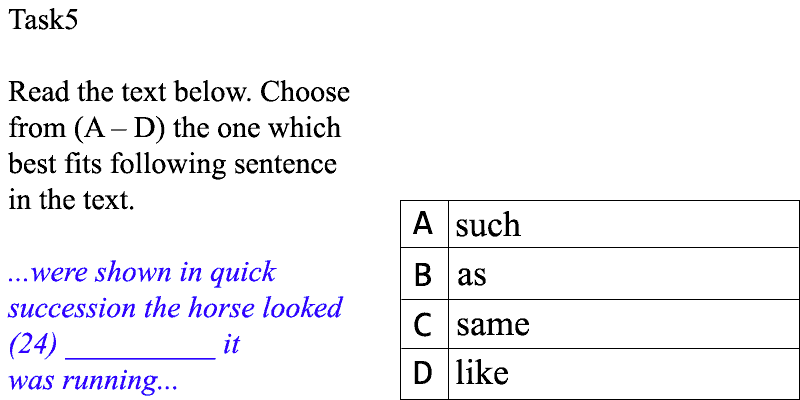 Task5
Read the text below. Choose
from (A – D) the one which
best fits following sentence
in the text.
...were shown in quick
succession the horse looked
(24) __________ it
was running...
A such
B as
C same
D like